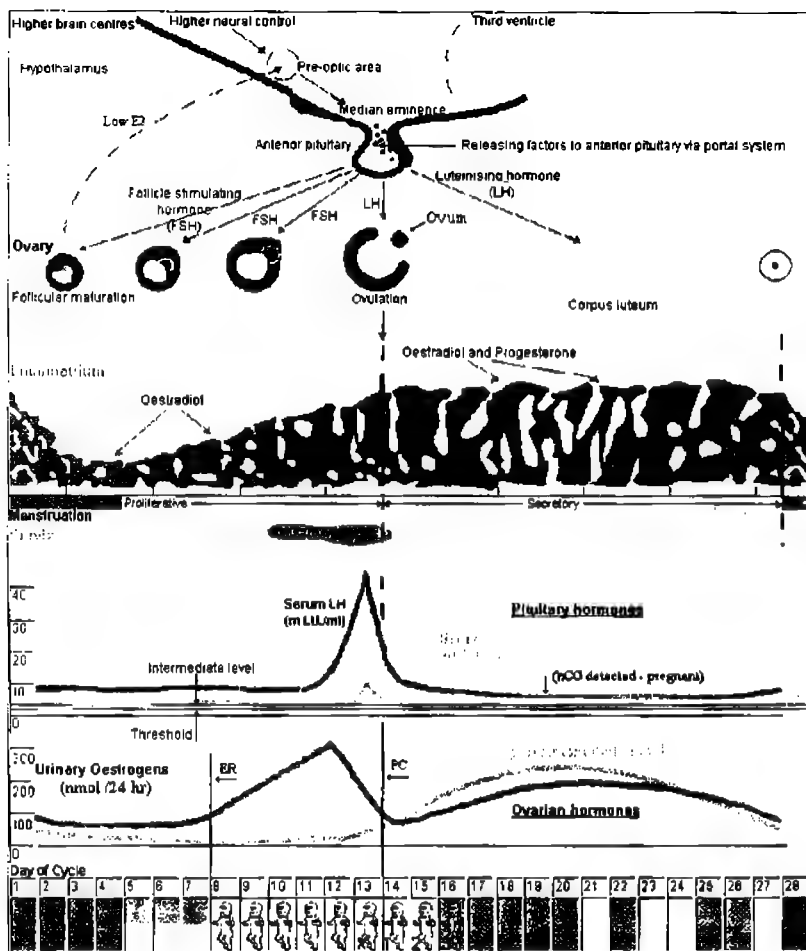 Higher brain centres
Higher neural control
Third ventricle
Hypothalamus
Pre-optic area
Median eminence
Low E2
Anterior pituitary
Releasing factors to anterior pituitary via portal system
Follicle stimulating
hormone
(FSH)
FSH
FSH
LH
Luteinising hormone
(LH)
Ovum
Ovary
Follicular maturation
Ovulation
Corpus luteum
Oestradiol and Progesterone
Oestradiol
Proliferative
Secretory
Menstruation
Serum LH
Pituitary hormones
40
30
20
10
0
Intermediate level
(hCG detected - pregnant)
Threshold
300
200
100
0
Urinary Oestrogens
(nmol /24 hr)
ER
PC
Ovarian hormones
Day of Cycle
1 2 3 4 5 6 7 8 9 10 11 12 13 14 15 16 17 18 19 20 21 22 23 24 25 26 27 28